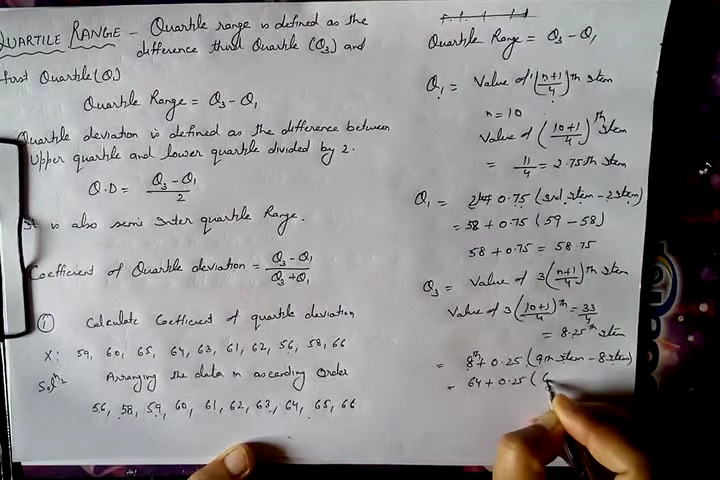 QUARTILE RANGE - Quartile range is defined as the
difference third Quartile (Q₃) and
first Quartile (Q₁)
Quartile Range = Q₃ - Q₁
Quartile deviation is defined as the difference between
Upper quartile and lower quartile divided by 2.
Q.D = Q₃ - Q₁ / 2
It is also semi Inter quartile Range.
Coefficient of Quartile deviation = Q₃ - Q₁ / Q₃ + Q₁
① Calculate Coefficient of quartile deviation
X: 59, 60, 65, 64, 63, 61, 62, 56, 58, 66
Solⁿ Arranging the data in ascending order
56, 58, 59, 60, 61, 62, 63, 64, 65, 66
Quartile Range = Q₃ - Q₁
Q₁ = Value of (n+1/4)th item
n = 10
Value of (10+1/4)th item
= 11/4 = 2.75th item
Q₁ = 2nd + 0.75 (3rd item - 2 item)
= 58 + 0.75 (59 - 58)
58 + 0.75 = 58.75
Q₃ = Value of 3(n+1/4)th item
Value of 3(10+1/4)th = 33/4
= 8.25th item
= 8th + 0.25 (9th item - 8 item)
= 64 + 0.25 (6